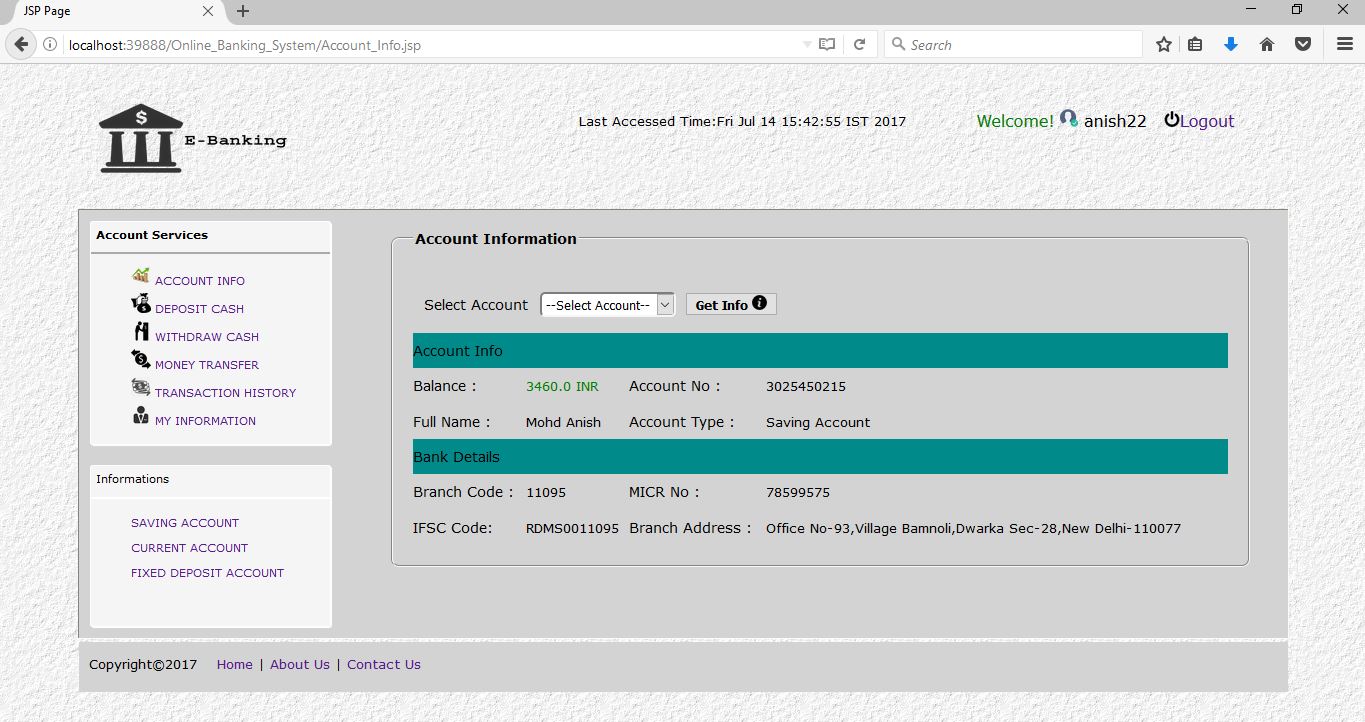 JSP Page
localhost:39888/Online_Banking_System/Account_Info.jsp
Search
E-Banking
Last Accessed Time:Fri Jul 14 15:42:55 IST 2017
Welcome! anish22 Logout
Account Services
ACCOUNT INFO
DEPOSIT CASH
WITHDRAW CASH
MONEY TRANSFER
TRANSACTION HISTORY
MY INFORMATION
Informations
SAVING ACCOUNT
CURRENT ACCOUNT
FIXED DEPOSIT ACCOUNT
Account Information
Select Account --Select Account-- Get Info
Account Info
Balance : 3460.0 INR Account No : 3025450215
Full Name : Mohd Anish Account Type : Saving Account
Bank Details
Branch Code : 11095 MICR No : 78599575
IFSC Code: RDMS0011095 Branch Address : Office No-93,Village Bamnoli,Dwarka Sec-28,New Delhi-110077
Copyright©2017 Home | About Us | Contact Us